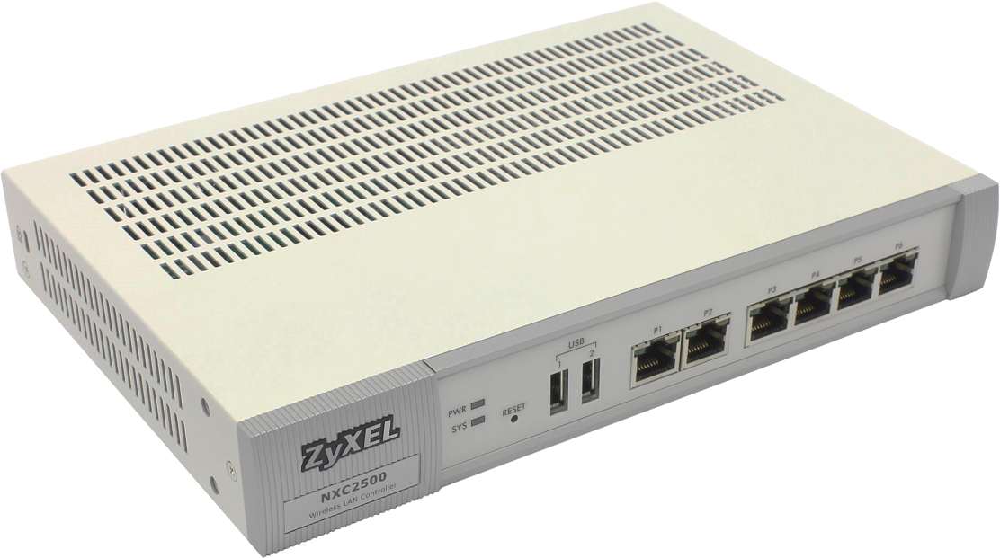 ZyXEL
NXC2500
Wireless LAN Controller
PWR
SYS
RESET
USB
1 2
P1 P2
P3 P4 P5 P6